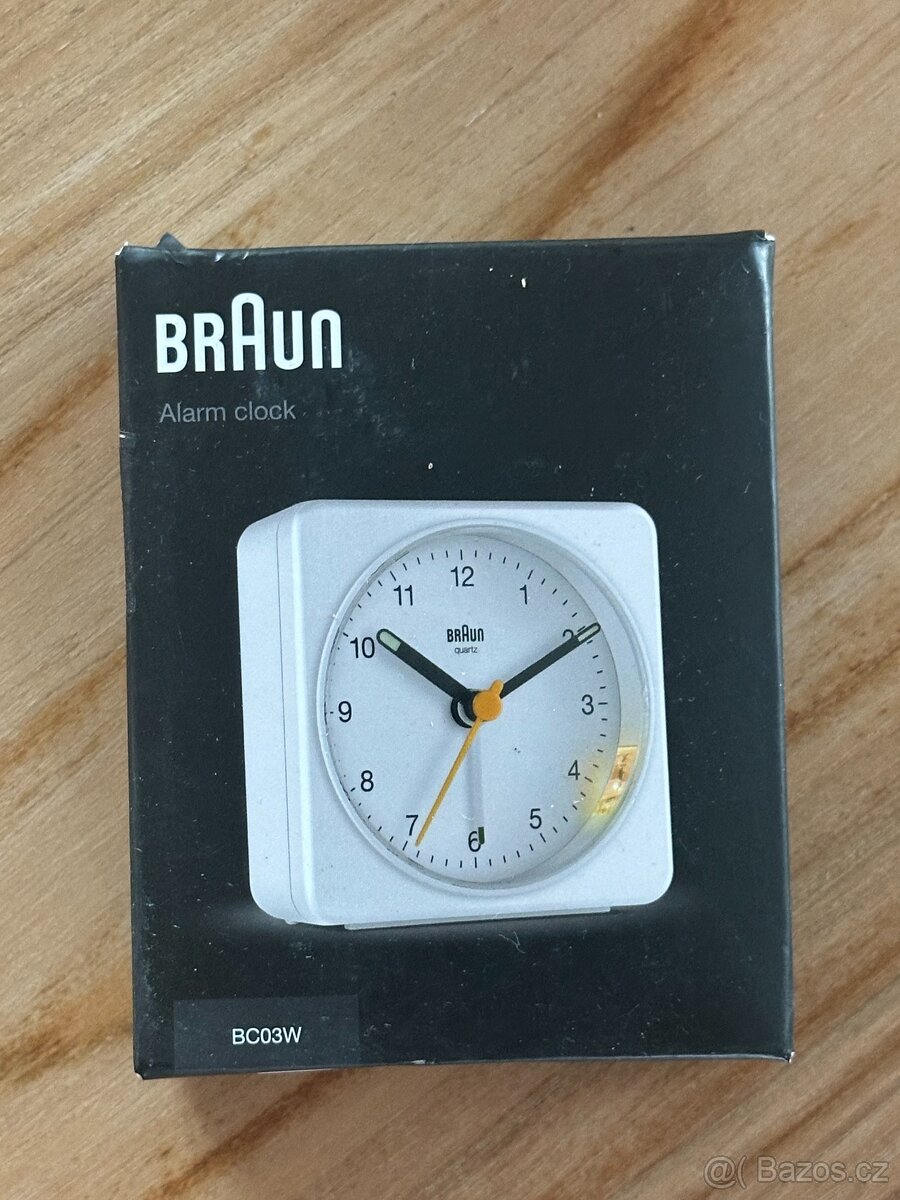 BRAUN
Alarm clock
12
11
1
10
BRAUN
quartz
2
9
3
8
4
7
5
6
BC03W
@( Bazos.cz